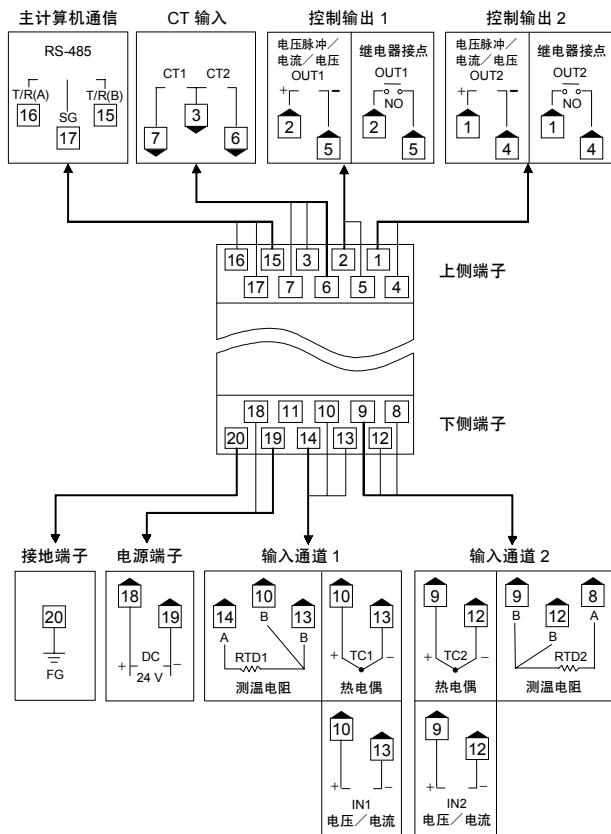 主计算机通信
CT 输入
控制输出 1
控制输出 2
RS-485
T/R(A)
SG
T/R(B)
16
17
15
CT1
CT2
7
3
6
电压脉冲／
电流／电压
OUT1
+
−
2
5
继电器接点
OUT1
NO
2
5
电压脉冲／
电流／电压
OUT2
+
−
1
4
继电器接点
OUT2
NO
1
4
16
15
3
2
1
17
7
6
5
4
上侧端子
18
11
10
9
8
20
19
14
13
12
下侧端子
接地端子
电源端子
输入通道 1
输入通道 2
20
FG
18
19
+
DC
−
24 V
14
10
13
A
B
B
RTD1
测温电阻
10
13
+
TC1
−
热电偶
9
12
+
TC2
−
热电偶
9
12
8
B
B
A
RTD2
测温电阻
10
13
+
−
IN1
电压／电流
9
12
+
−
IN2
电压／电流